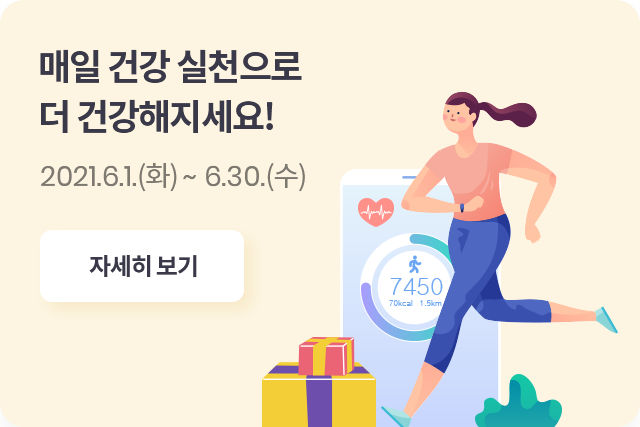 매일 건강 실천으로
더 건강해지세요!
2021.6.1.(화) ~ 6.30.(수)
자세히 보기
7450
70kcal 1.5km